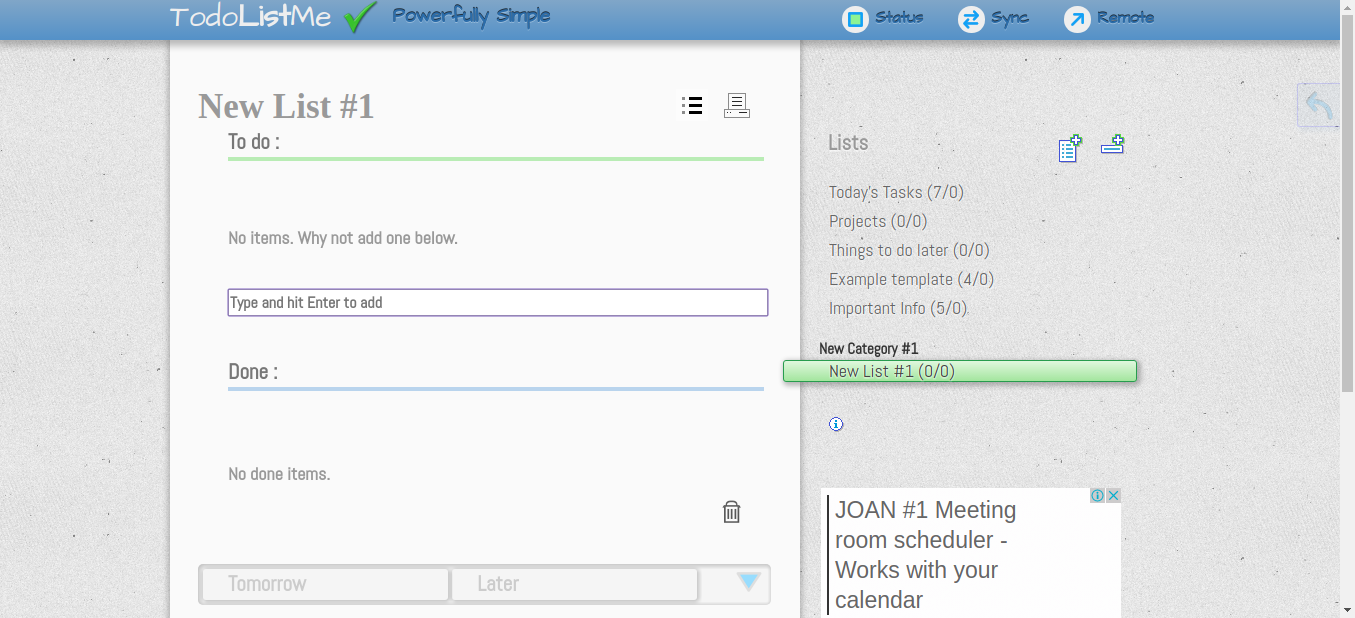 TodoListMe Powerfully Simple
Status Sync Remote
New List #1
To do :
No items. Why not add one below.
Type and hit Enter to add
Done :
No done items.
Tomorrow Later
Lists
Today's Tasks (7/0)
Projects (0/0)
Things to do later (0/0)
Example template (4/0)
Important Info (5/0)
New Category #1
New List #1 (0/0)
JOAN #1 Meeting
room scheduler -
Works with your
calendar